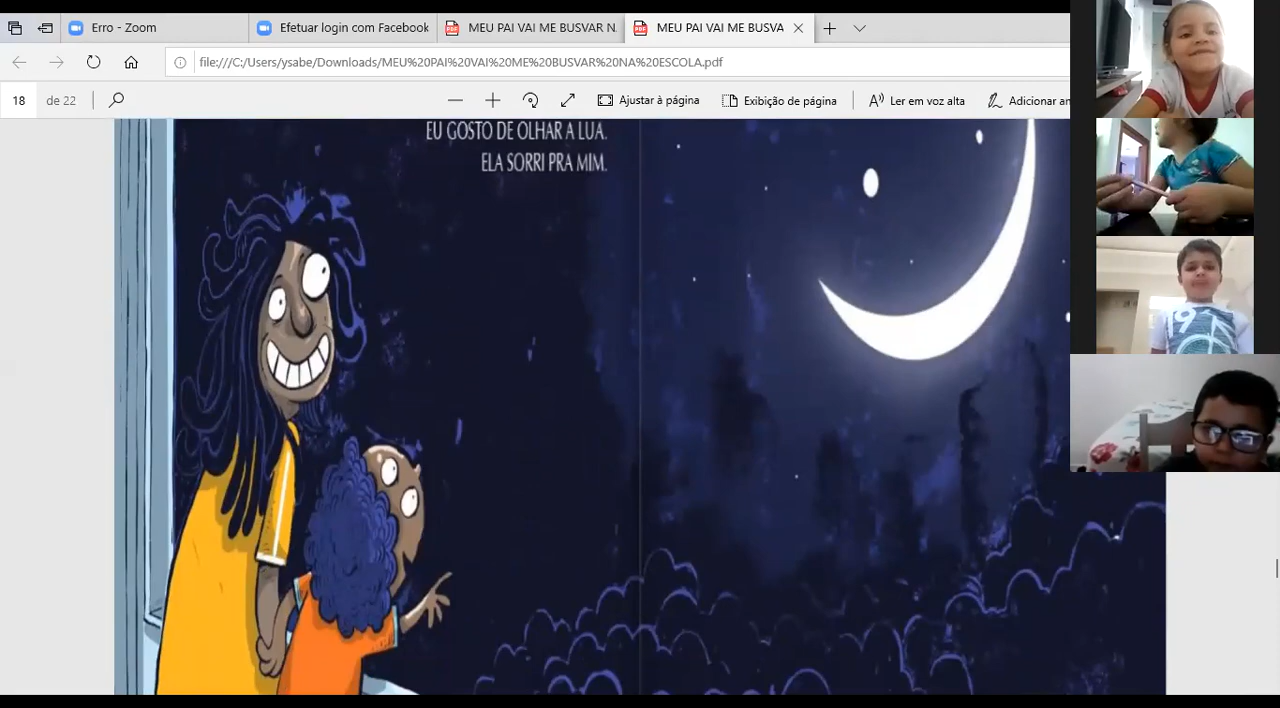 Erro - Zoom
Efetuar login com Facebook
MEU PAI VAI ME BUSVAR N
MEU PAI VAI ME BUSVA
file:///C:/Users/ysabe/Downloads/MEU%20PAI%20VAI%20ME%20BUSVAR%20NA%20ESCOLA.pdf
18 de 22
Ajustar à página
Exibição de página
Ler em voz alta
Adicionar an
EU GOSTO DE OLHAR A LUA.
ELA SORRI PRA MIM.
19